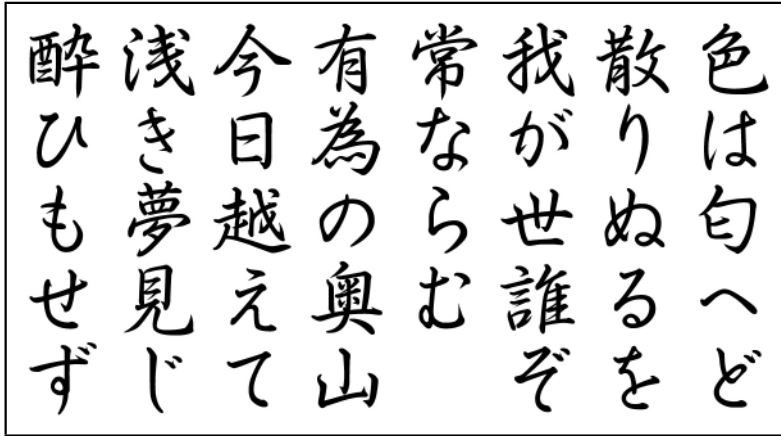 色は匂へど
散りぬるを
我が世誰ぞ
常ならむ
有為の奥山
今日越えて
浅き夢見じ
酔ひもせず